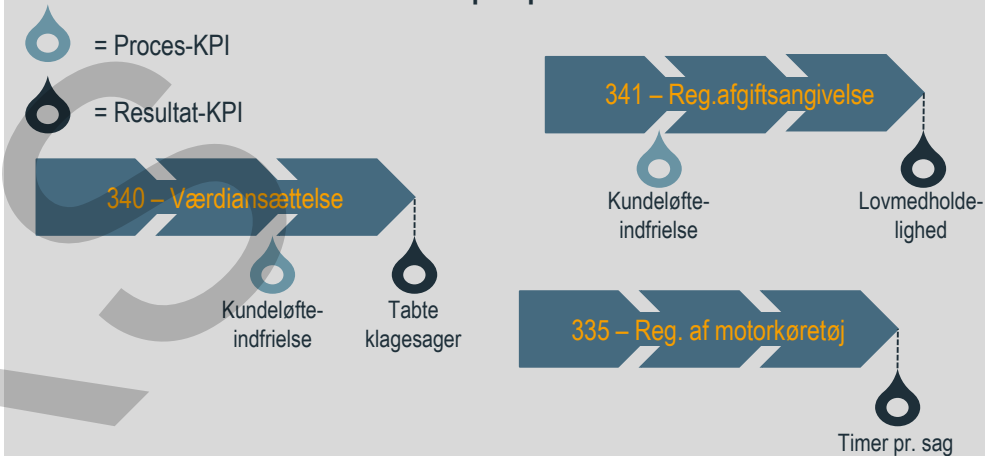 = Proces-KPI
= Resultat-KPI
340 – Værdiansættelse
Kundeløfte-
indfrielse
Tabte
klagesager
341 – Reg.afgiftsangivelse
Kundeløfte-
indfrielse
Lovmedholde-
lighed
335 – Reg. af motorkøretøj
Timer pr. sag